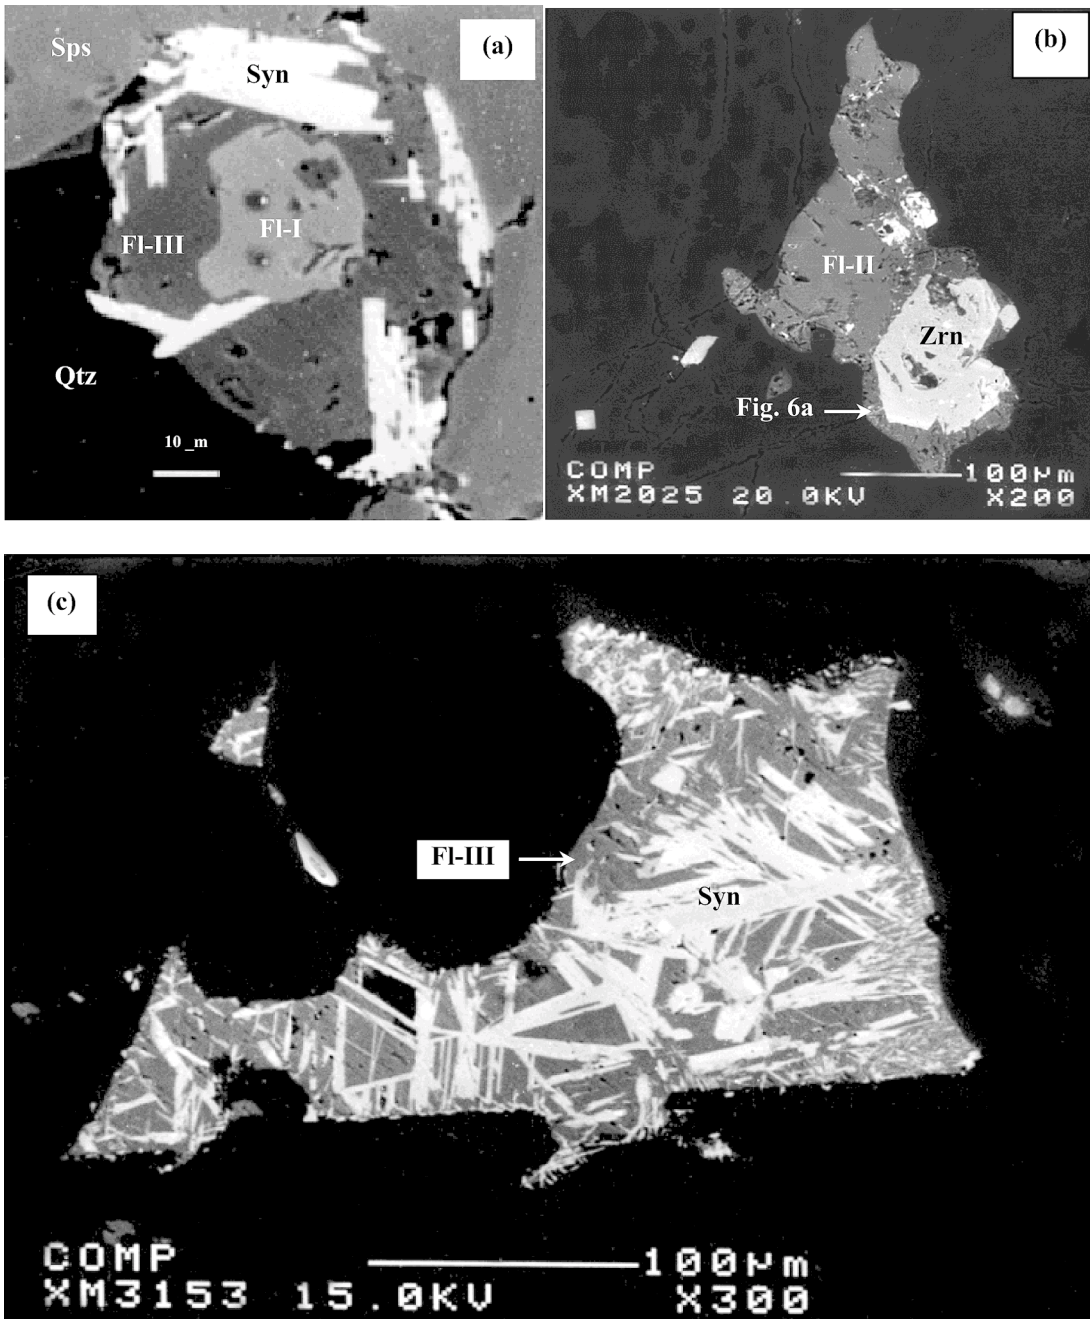 Sps
Syn
(a)
Fl-III
Fl-I
Qtz
10 _m
(b)
Fl-II
Zrn
Fig. 6a
COMP 100µm
XM2025 20.0KV X200
(c)
Fl-III
Syn
COMP 100µm
XM3153 15.0KV X300